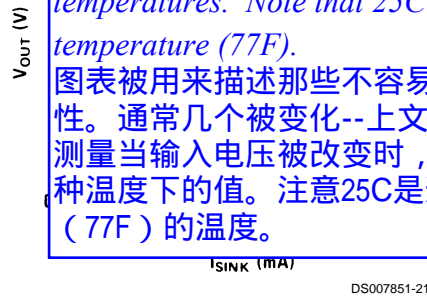 temperatures. Note that 25C
temperature (77F).
V_OUT (V)
图表被用来描述那些不容易
性。通常几个被变化--上文
测量当输入电压被改变时，
种温度下的值。注意25C是
（77F）的温度。
I_SINK (mA)
DS007851-21